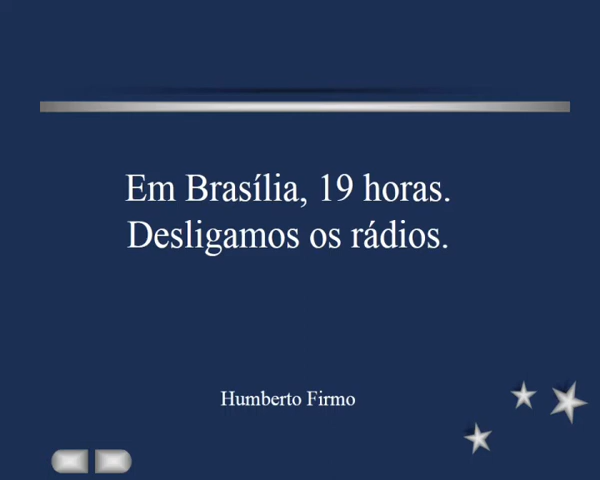 Em Brasília, 19 horas.
Desligamos os rádios.
Humberto Firmo